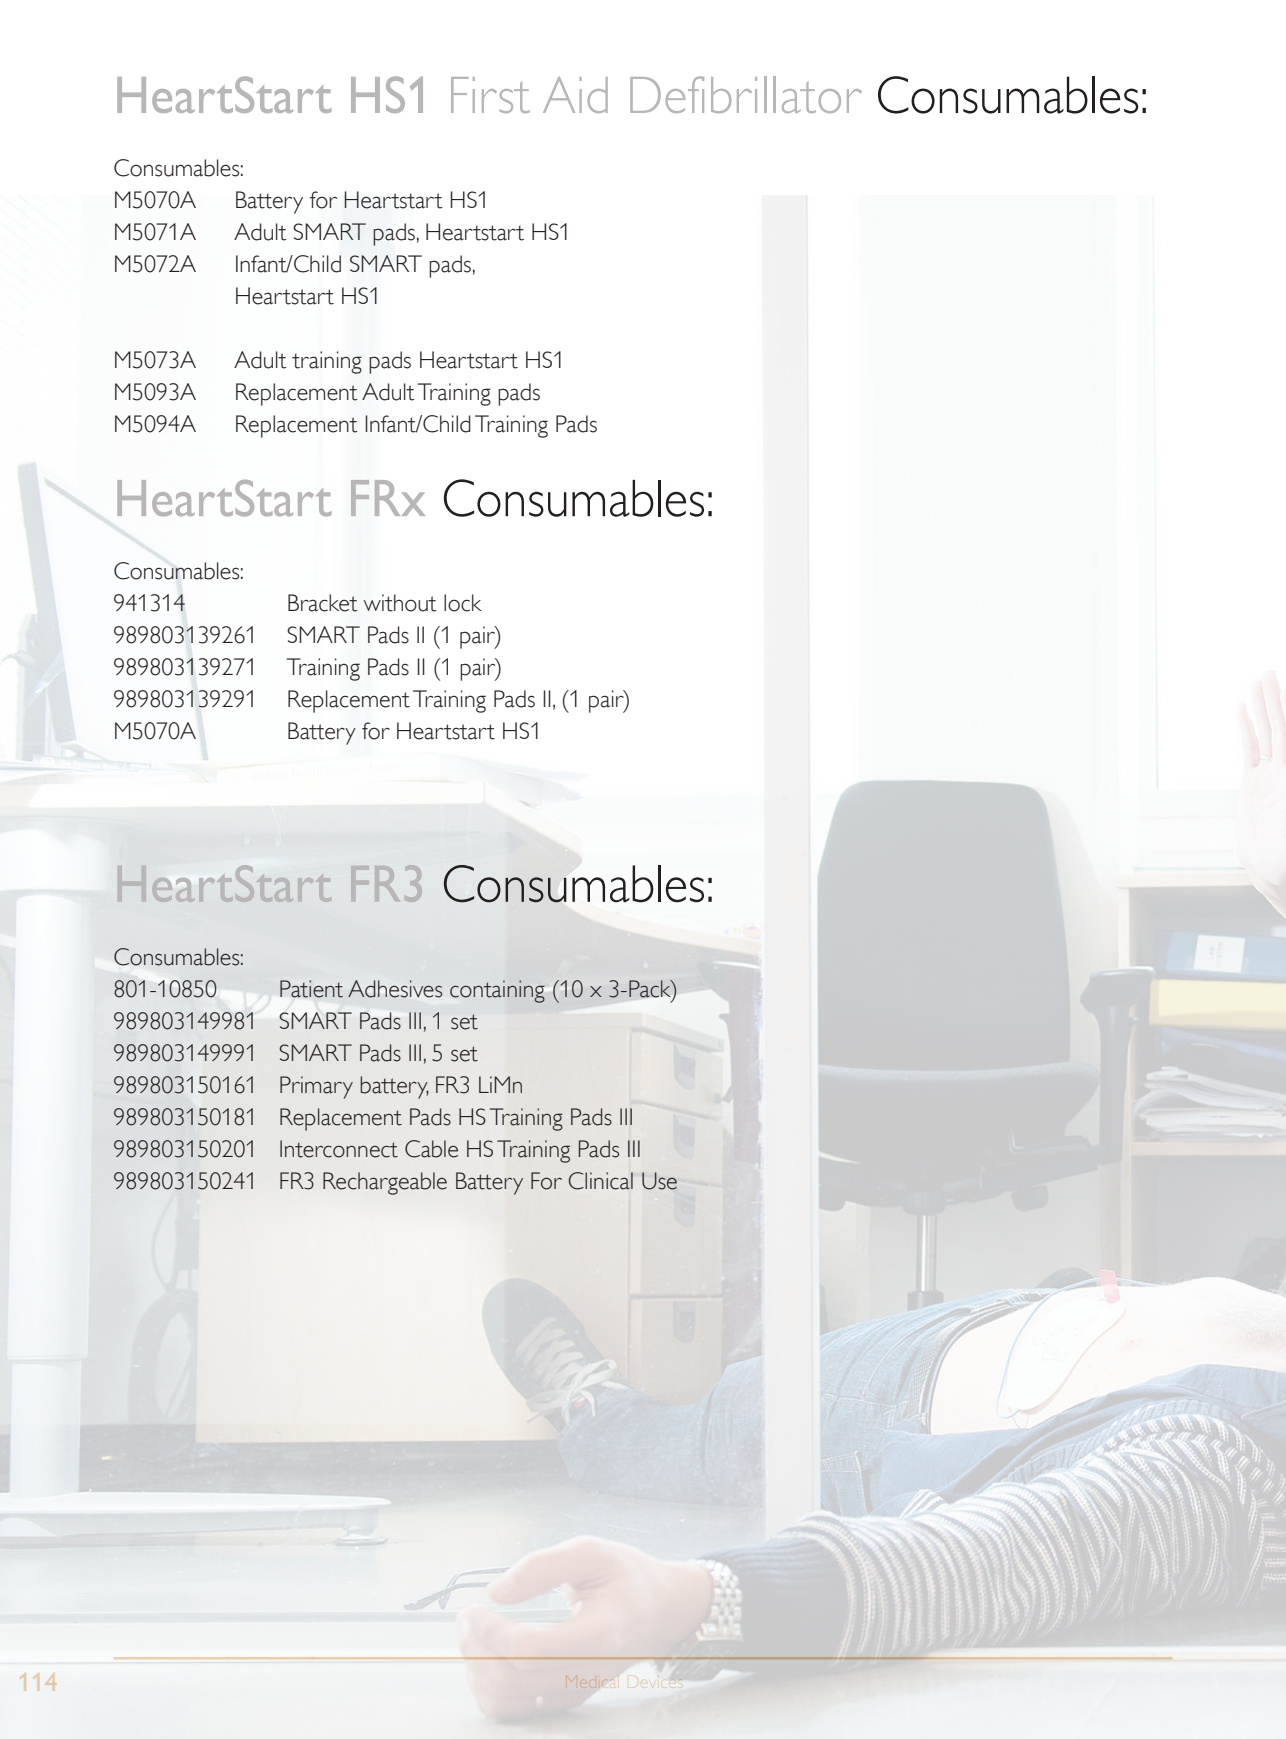 HeartStart HS1 First Aid Defibrillator Consumables:
Consumables:
M5070A Battery for Heartstart HS1
M5071A Adult SMART pads, Heartstart HS1
M5072A Infant/Child SMART pads,
Heartstart HS1
M5073A Adult training pads Heartstart HS1
M5093A Replacement Adult Training pads
M5094A Replacement Infant/Child Training Pads
HeartStart FRx Consumables:
Consumables:
941314 Bracket without lock
989803139261 SMART Pads II (1 pair)
989803139271 Training Pads II (1 pair)
989803139291 Replacement Training Pads II, (1 pair)
M5070A Battery for Heartstart HS1
HeartStart FR3 Consumables:
Consumables:
801-10850 Patient Adhesives containing (10 x 3-Pack)
989803149981 SMART Pads III, 1 set
989803149991 SMART Pads III, 5 set
989803150161 Primary battery, FR3 LiMn
989803150181 Replacement Pads HS Training Pads III
989803150201 Interconnect Cable HS Training Pads III
989803150241 FR3 Rechargeable Battery For Clinical Use
114 Medical Devices